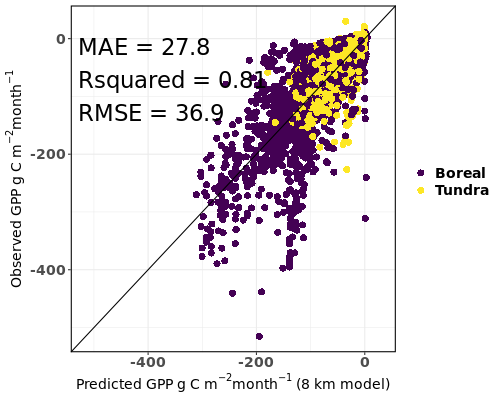 MAE = 27.8
Rsquared = 0.81
RMSE = 36.9
0
-200
-400
Observed GPP g C m⁻²month⁻¹
-400 -200 0
Predicted GPP g C m⁻²month⁻¹ (8 km model)
Boreal
Tundra